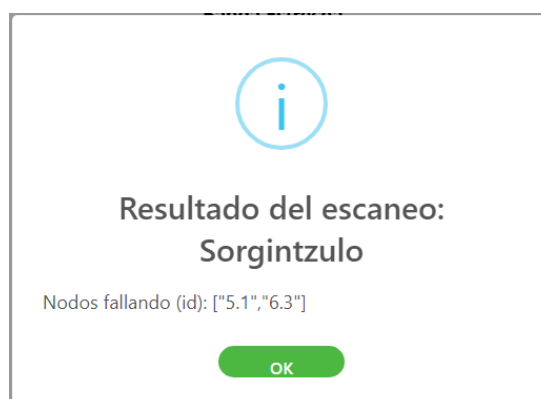 i
Resultado del escaneo:
Sorgintzulo
Nodos fallando (id): ["5.1","6.3"]
OK